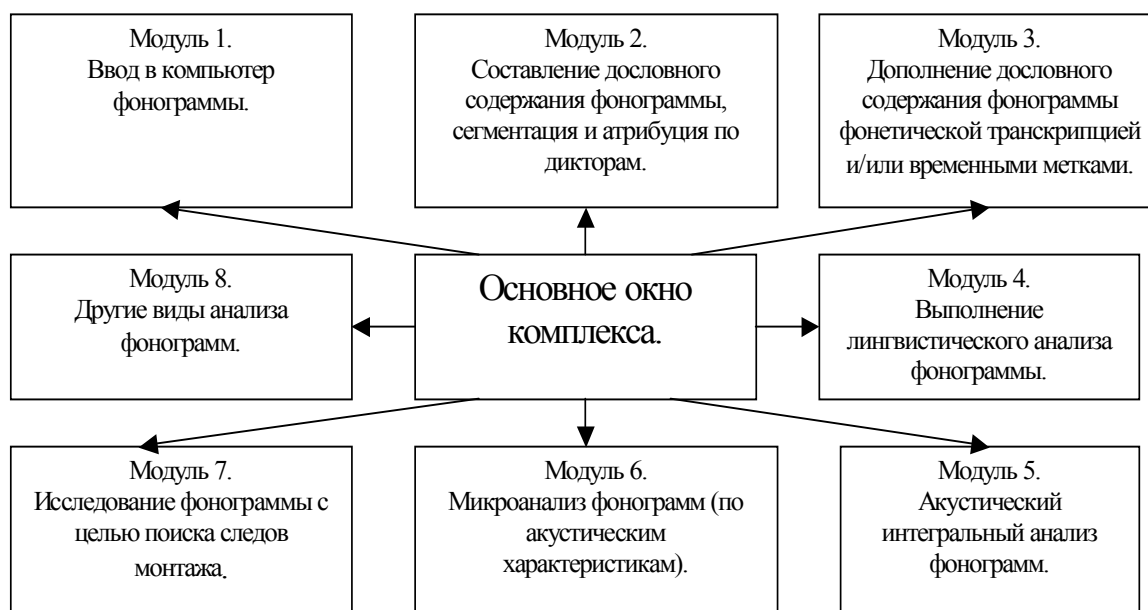 Модуль 1.
Ввод в компьютер
фонограммы.
Модуль 2.
Составление дословного
содержания фонограммы,
сегментация и атрибуция по
дикторам.
Модуль 3.
Дополнение дословного
содержания фонограммы
фонетической транскрипцией
и/или временными метками.
Модуль 8.
Другие виды анализа
фонограмм.
Основное окно
комплекса.
Модуль 4.
Выполнение
лингвистического анализа
фонограммы.
Модуль 7.
Исследование фонограммы с
целью поиска следов
монтажа.
Модуль 6.
Микроанализ фонограмм (по
акустическим
характеристикам).
Модуль 5.
Акустический
интегральный анализ
фонограмм.